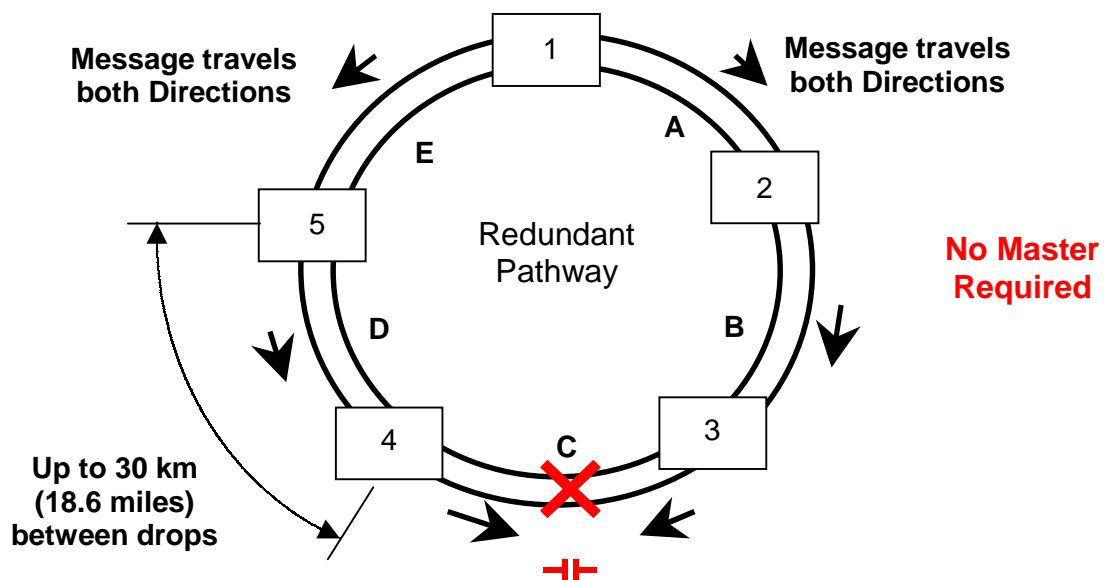 1
Message travels
both Directions
Message travels
both Directions
A
E
2
5
Redundant
Pathway
No Master
Required
B
D
3
4
C
Up to 30 km
(18.6 miles)
between drops